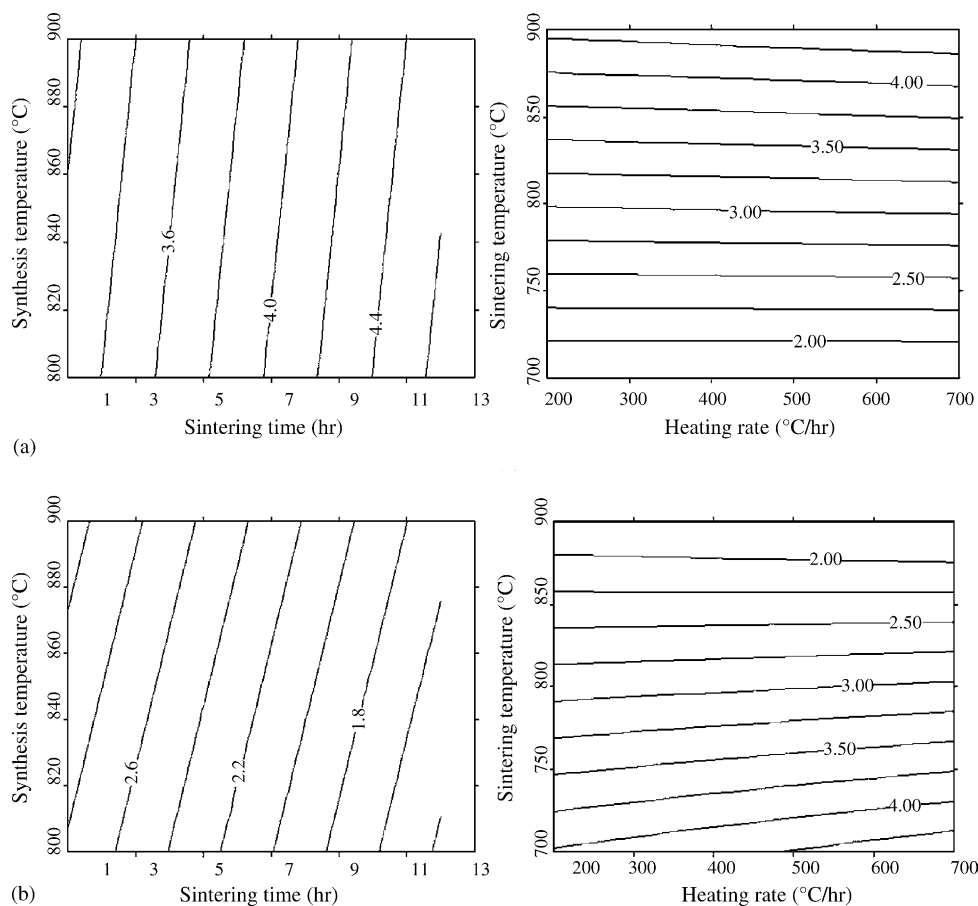 Synthesis temperature (°C)
900
880
860
840
820
800
3.6
4.0
4.4
1 3 5 7 9 11 13
Sintering time (hr)
(a)
Sintering temperature (°C)
900
850
800
750
700
4.00
3.50
3.00
2.50
2.00
200 300 400 500 600 700
Heating rate (°C/hr)
Synthesis temperature (°C)
900
880
860
840
820
800
2.6
2.2
1.8
1 3 5 7 9 11 13
Sintering time (hr)
(b)
Sintering temperature (°C)
900
850
800
750
700
2.00
2.50
3.00
3.50
4.00
200 300 400 500 600 700
Heating rate (°C/hr)